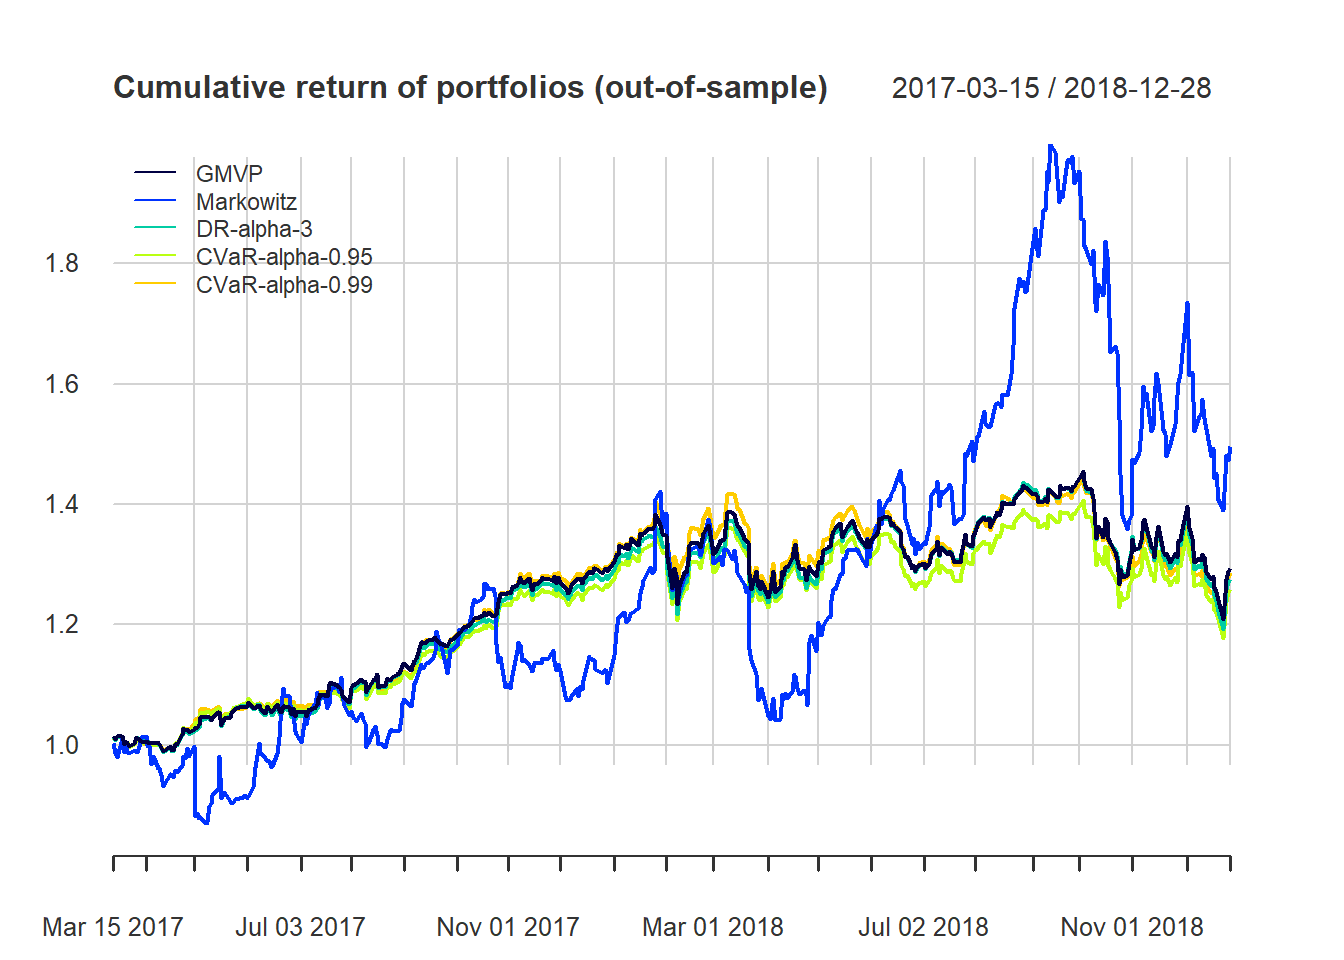 Cumulative return of portfolios (out-of-sample) 2017-03-15 / 2018-12-28
GMVP
Markowitz
DR-alpha-3
CVaR-alpha-0.95
CVaR-alpha-0.99
1.8
1.6
1.4
1.2
1.0
Mar 15 2017 Jul 03 2017 Nov 01 2017 Mar 01 2018 Jul 02 2018 Nov 01 2018